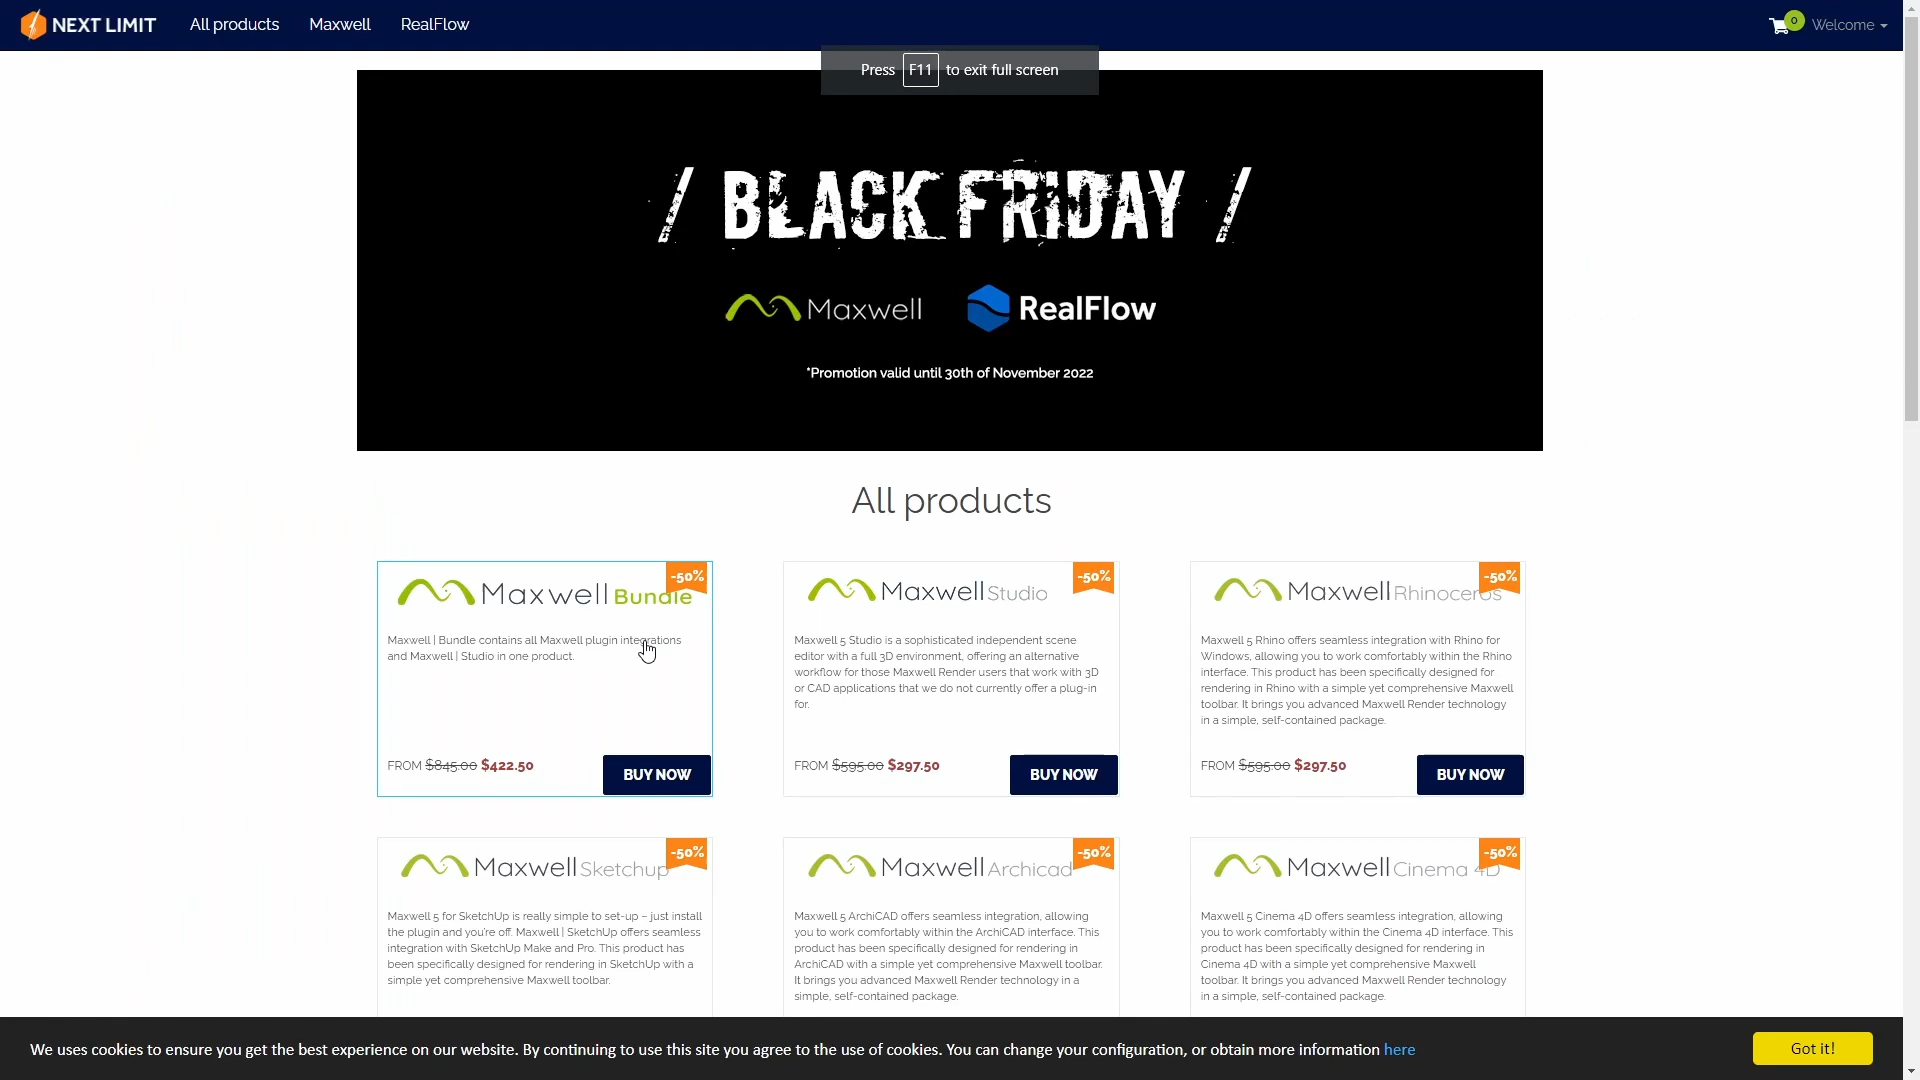 NEXT LIMIT All products Maxwell RealFlow 0 Welcome
Press F11 to exit full screen
/ BLACK FRIDAY /
Maxwell RealFlow
*Promotion valid until 30th of November 2022
All products
Maxwell Bundle -50%
Maxwell | Bundle contains all Maxwell plugin integrations
and Maxwell | Studio in one product.
FROM $845.00 $422.50 BUY NOW
Maxwell Studio -50%
Maxwell 5 Studio is a sophisticated independent scene
editor with a full 3D environment, offering an alternative
workflow for those Maxwell Render users that work with 3D
or CAD applications that we do not currently offer a plug-in
for.
FROM $595.00 $297.50 BUY NOW
Maxwell Rhinoceros -50%
Maxwell 5 Rhino offers seamless integration with Rhino for
Windows, allowing you to work comfortably within the Rhino
interface. This product has been specifically designed for
rendering in Rhino with a simple yet comprehensive Maxwell
toolbar. It brings you advanced Maxwell Render technology
in a simple, self-contained package.
FROM $595.00 $297.50 BUY NOW
Maxwell Sketchup -50%
Maxwell 5 for SketchUp is really simple to set-up – just install
the plugin and you're off. Maxwell | SketchUp offers seamless
integration with SketchUp Make and Pro. This product has
been specifically designed for rendering in SketchUp with a
simple yet comprehensive Maxwell toolbar.
Maxwell Archicad -50%
Maxwell 5 ArchiCAD offers seamless integration, allowing
you to work comfortably within the ArchiCAD interface. This
product has been specifically designed for rendering in
ArchiCAD with a simple yet comprehensive Maxwell toolbar.
It brings you advanced Maxwell Render technology in a
simple, self-contained package.
Maxwell Cinema 4D -50%
Maxwell 5 Cinema 4D offers seamless integration, allowing
you to work comfortably within the Cinema 4D interface. This
product has been specifically designed for rendering in
Cinema 4D with a simple yet comprehensive Maxwell
toolbar. It brings you advanced Maxwell Render technology
in a simple, self-contained package.
We uses cookies to ensure you get the best experience on our website. By continuing to use this site you agree to the use of cookies. You can change your configuration, or obtain more information here Got it!